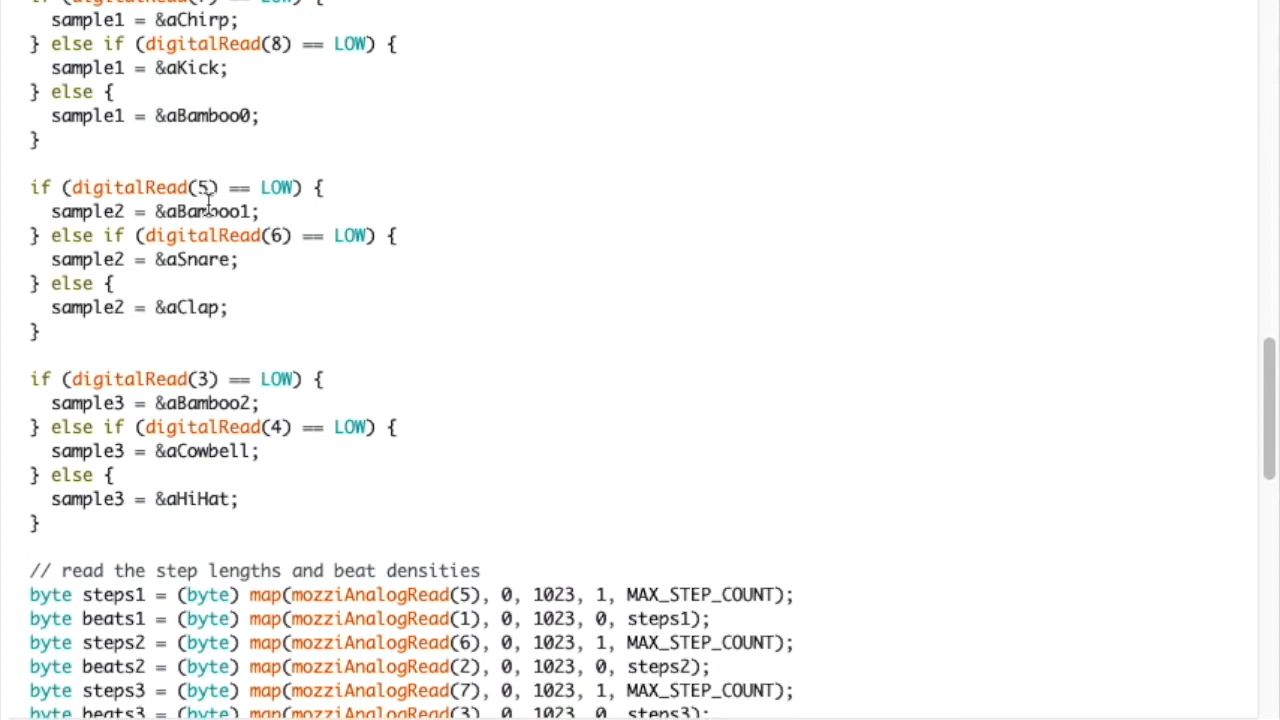 if (digitalRead(7) == LOW) {
sample1 = &aChirp;
} else if (digitalRead(8) == LOW) {
sample1 = &aKick;
} else {
sample1 = &aBamboo0;
}
if (digitalRead(5) == LOW) {
sample2 = &aBamboo1;
} else if (digitalRead(6) == LOW) {
sample2 = &aSnare;
} else {
sample2 = &aClap;
}
if (digitalRead(3) == LOW) {
sample3 = &aBamboo2;
} else if (digitalRead(4) == LOW) {
sample3 = &aCowbell;
} else {
sample3 = &aHiHat;
}
// read the step lengths and beat densities
byte steps1 = (byte) map(mozziAnalogRead(5), 0, 1023, 1, MAX_STEP_COUNT);
byte beats1 = (byte) map(mozziAnalogRead(1), 0, 1023, 0, steps1);
byte steps2 = (byte) map(mozziAnalogRead(6), 0, 1023, 1, MAX_STEP_COUNT);
byte beats2 = (byte) map(mozziAnalogRead(2), 0, 1023, 0, steps2);
byte steps3 = (byte) map(mozziAnalogRead(7), 0, 1023, 1, MAX_STEP_COUNT);
byte beats3 = (byte) map(mozziAnalogRead(3), 0, 1023, 0, steps3);